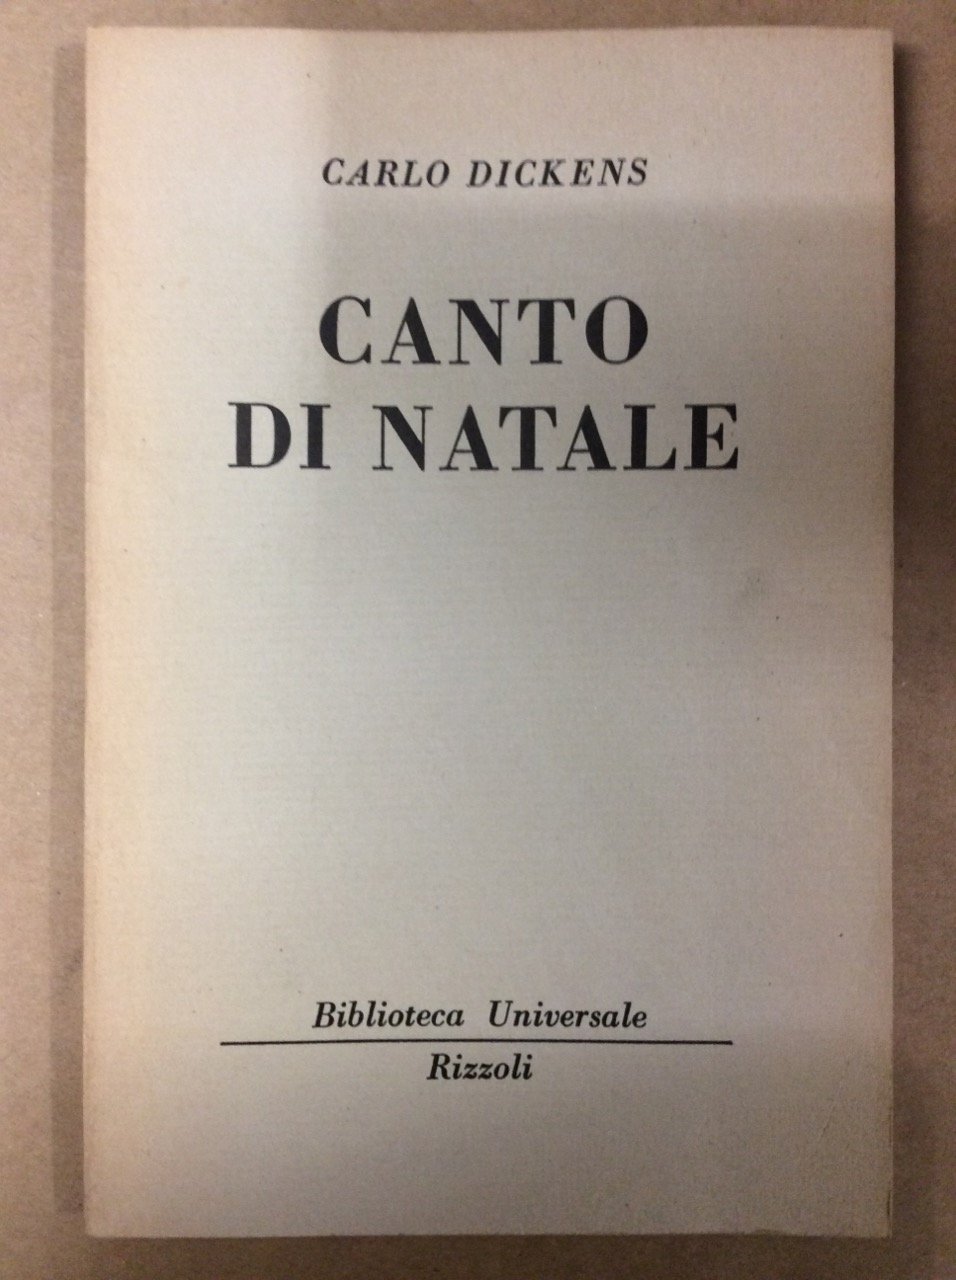 CARLO DICKENS
CANTO
DI NATALE
Biblioteca Universale
Rizzoli